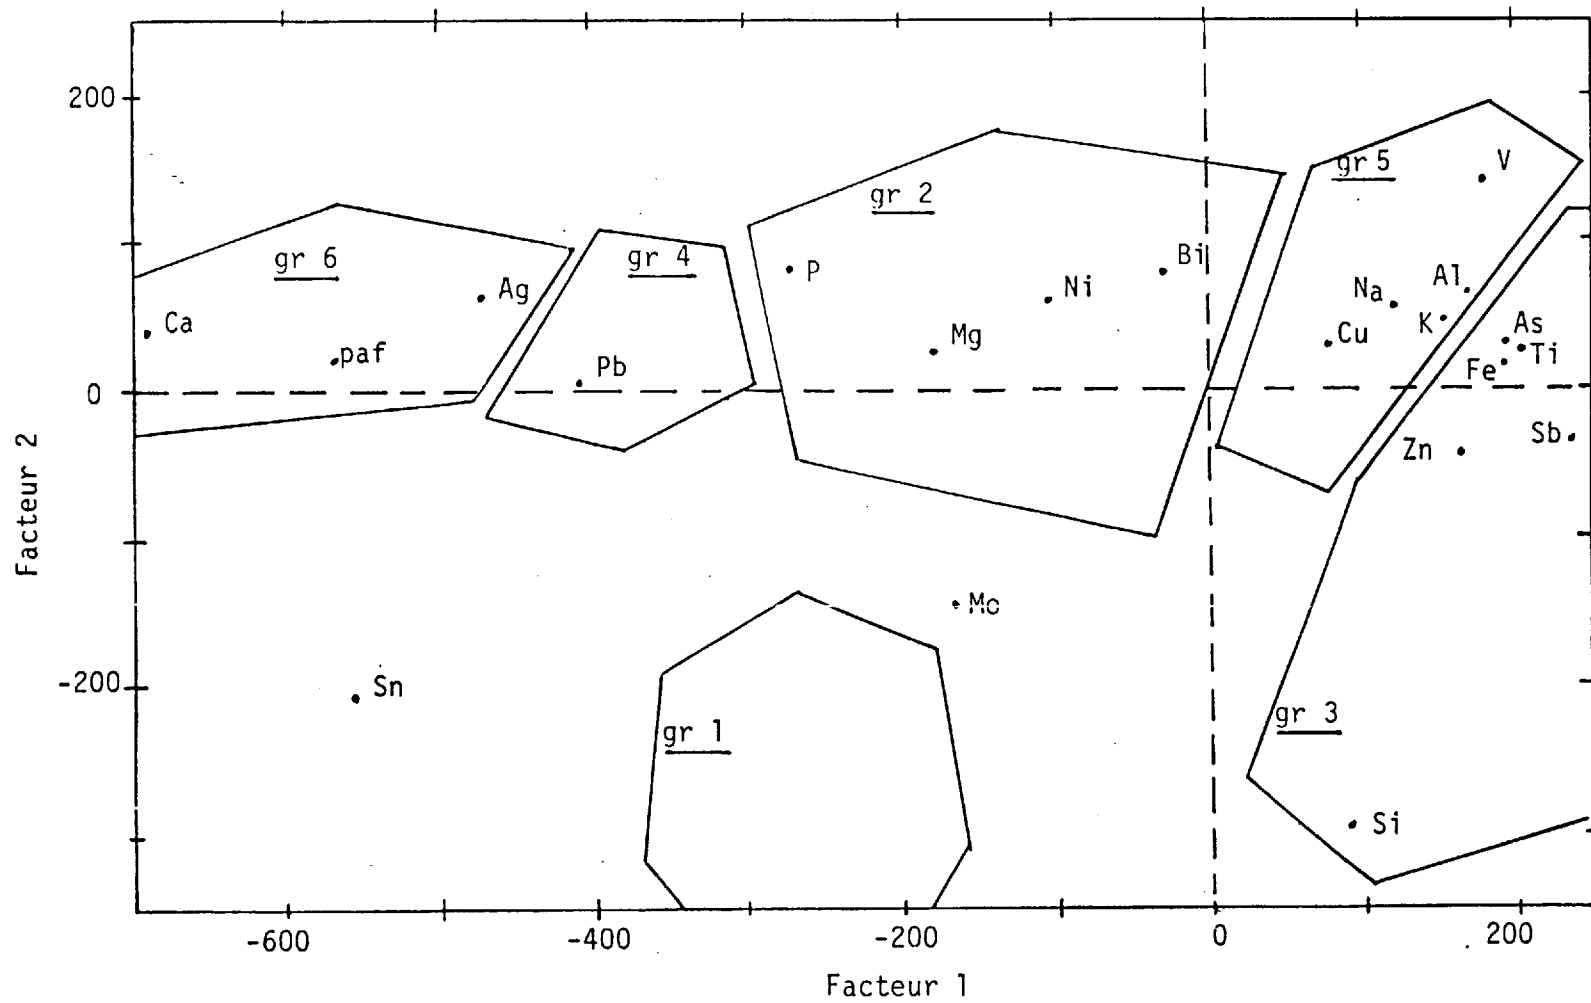 200
V
gr 5
gr 2
gr 6
gr 4
Ag
P
Ni
Bi
Na
Al
Ca
paf
Mg
Cu
K
As
Ti
Pb
Fe
0
Zn
Sb
Facteur 2
Mo
-200
Sn
gr 1
gr 3
Si
-600
-400
-200
0
200
Facteur 1